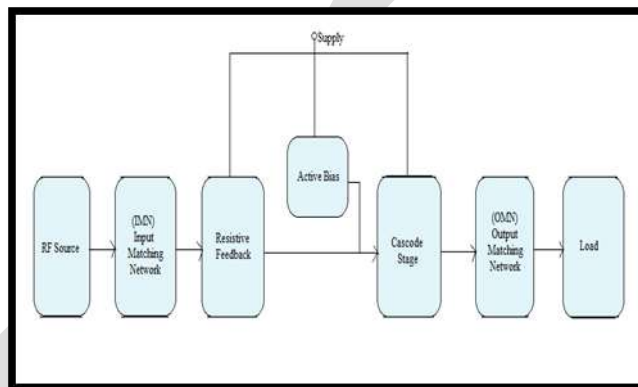 Supply
Active Bias
RF Source
(IMN)
Input
Matching
Network
Resistive
Feedback
Cascode
Stage
(OMN)
Output
Matching
Network
Load